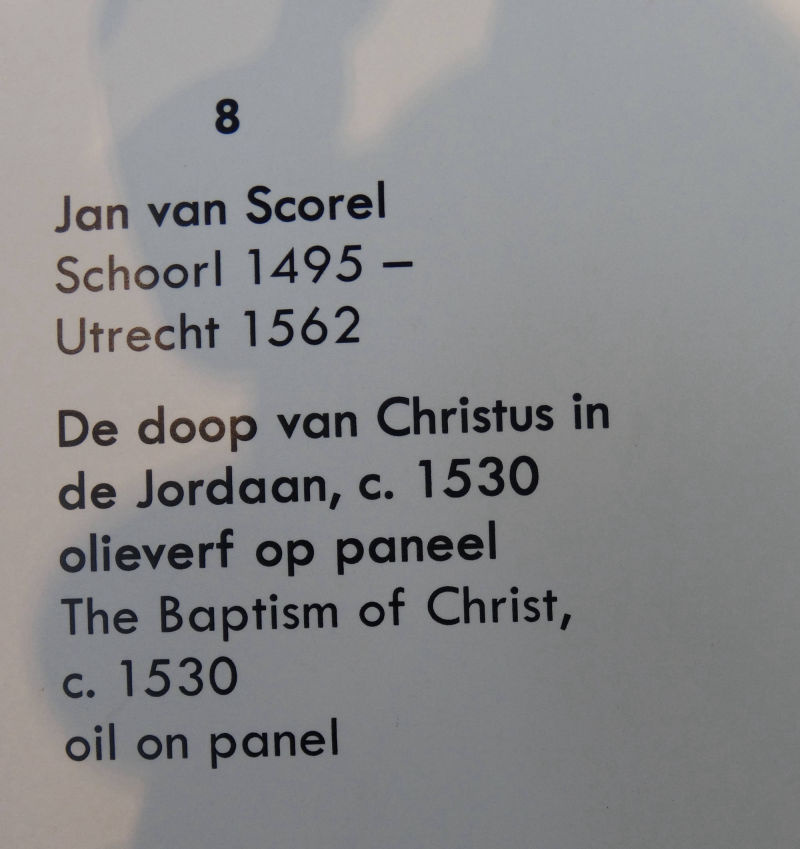 8
Jan van Scorel
Schoorl 1495 –
Utrecht 1562
De doop van Christus in
de Jordaan, c. 1530
olieverf op paneel
The Baptism of Christ,
c. 1530
oil on panel